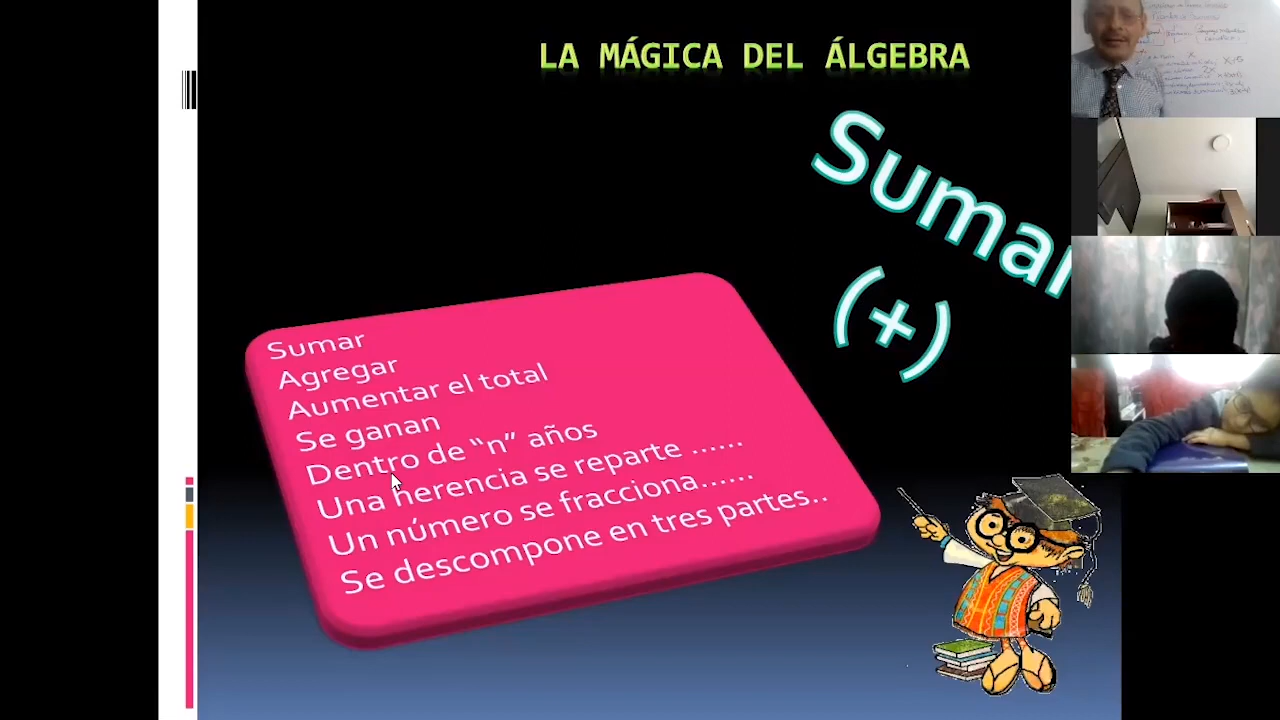 LA MÁGICA DEL ÁLGEBRA
Sumar
(+)
Sumar
Agregar
Aumentar el total
Se ganan
Dentro de “n” años
Una herencia se reparte ......
Un número se fracciona......
Se descompone en tres partes..
x
2x